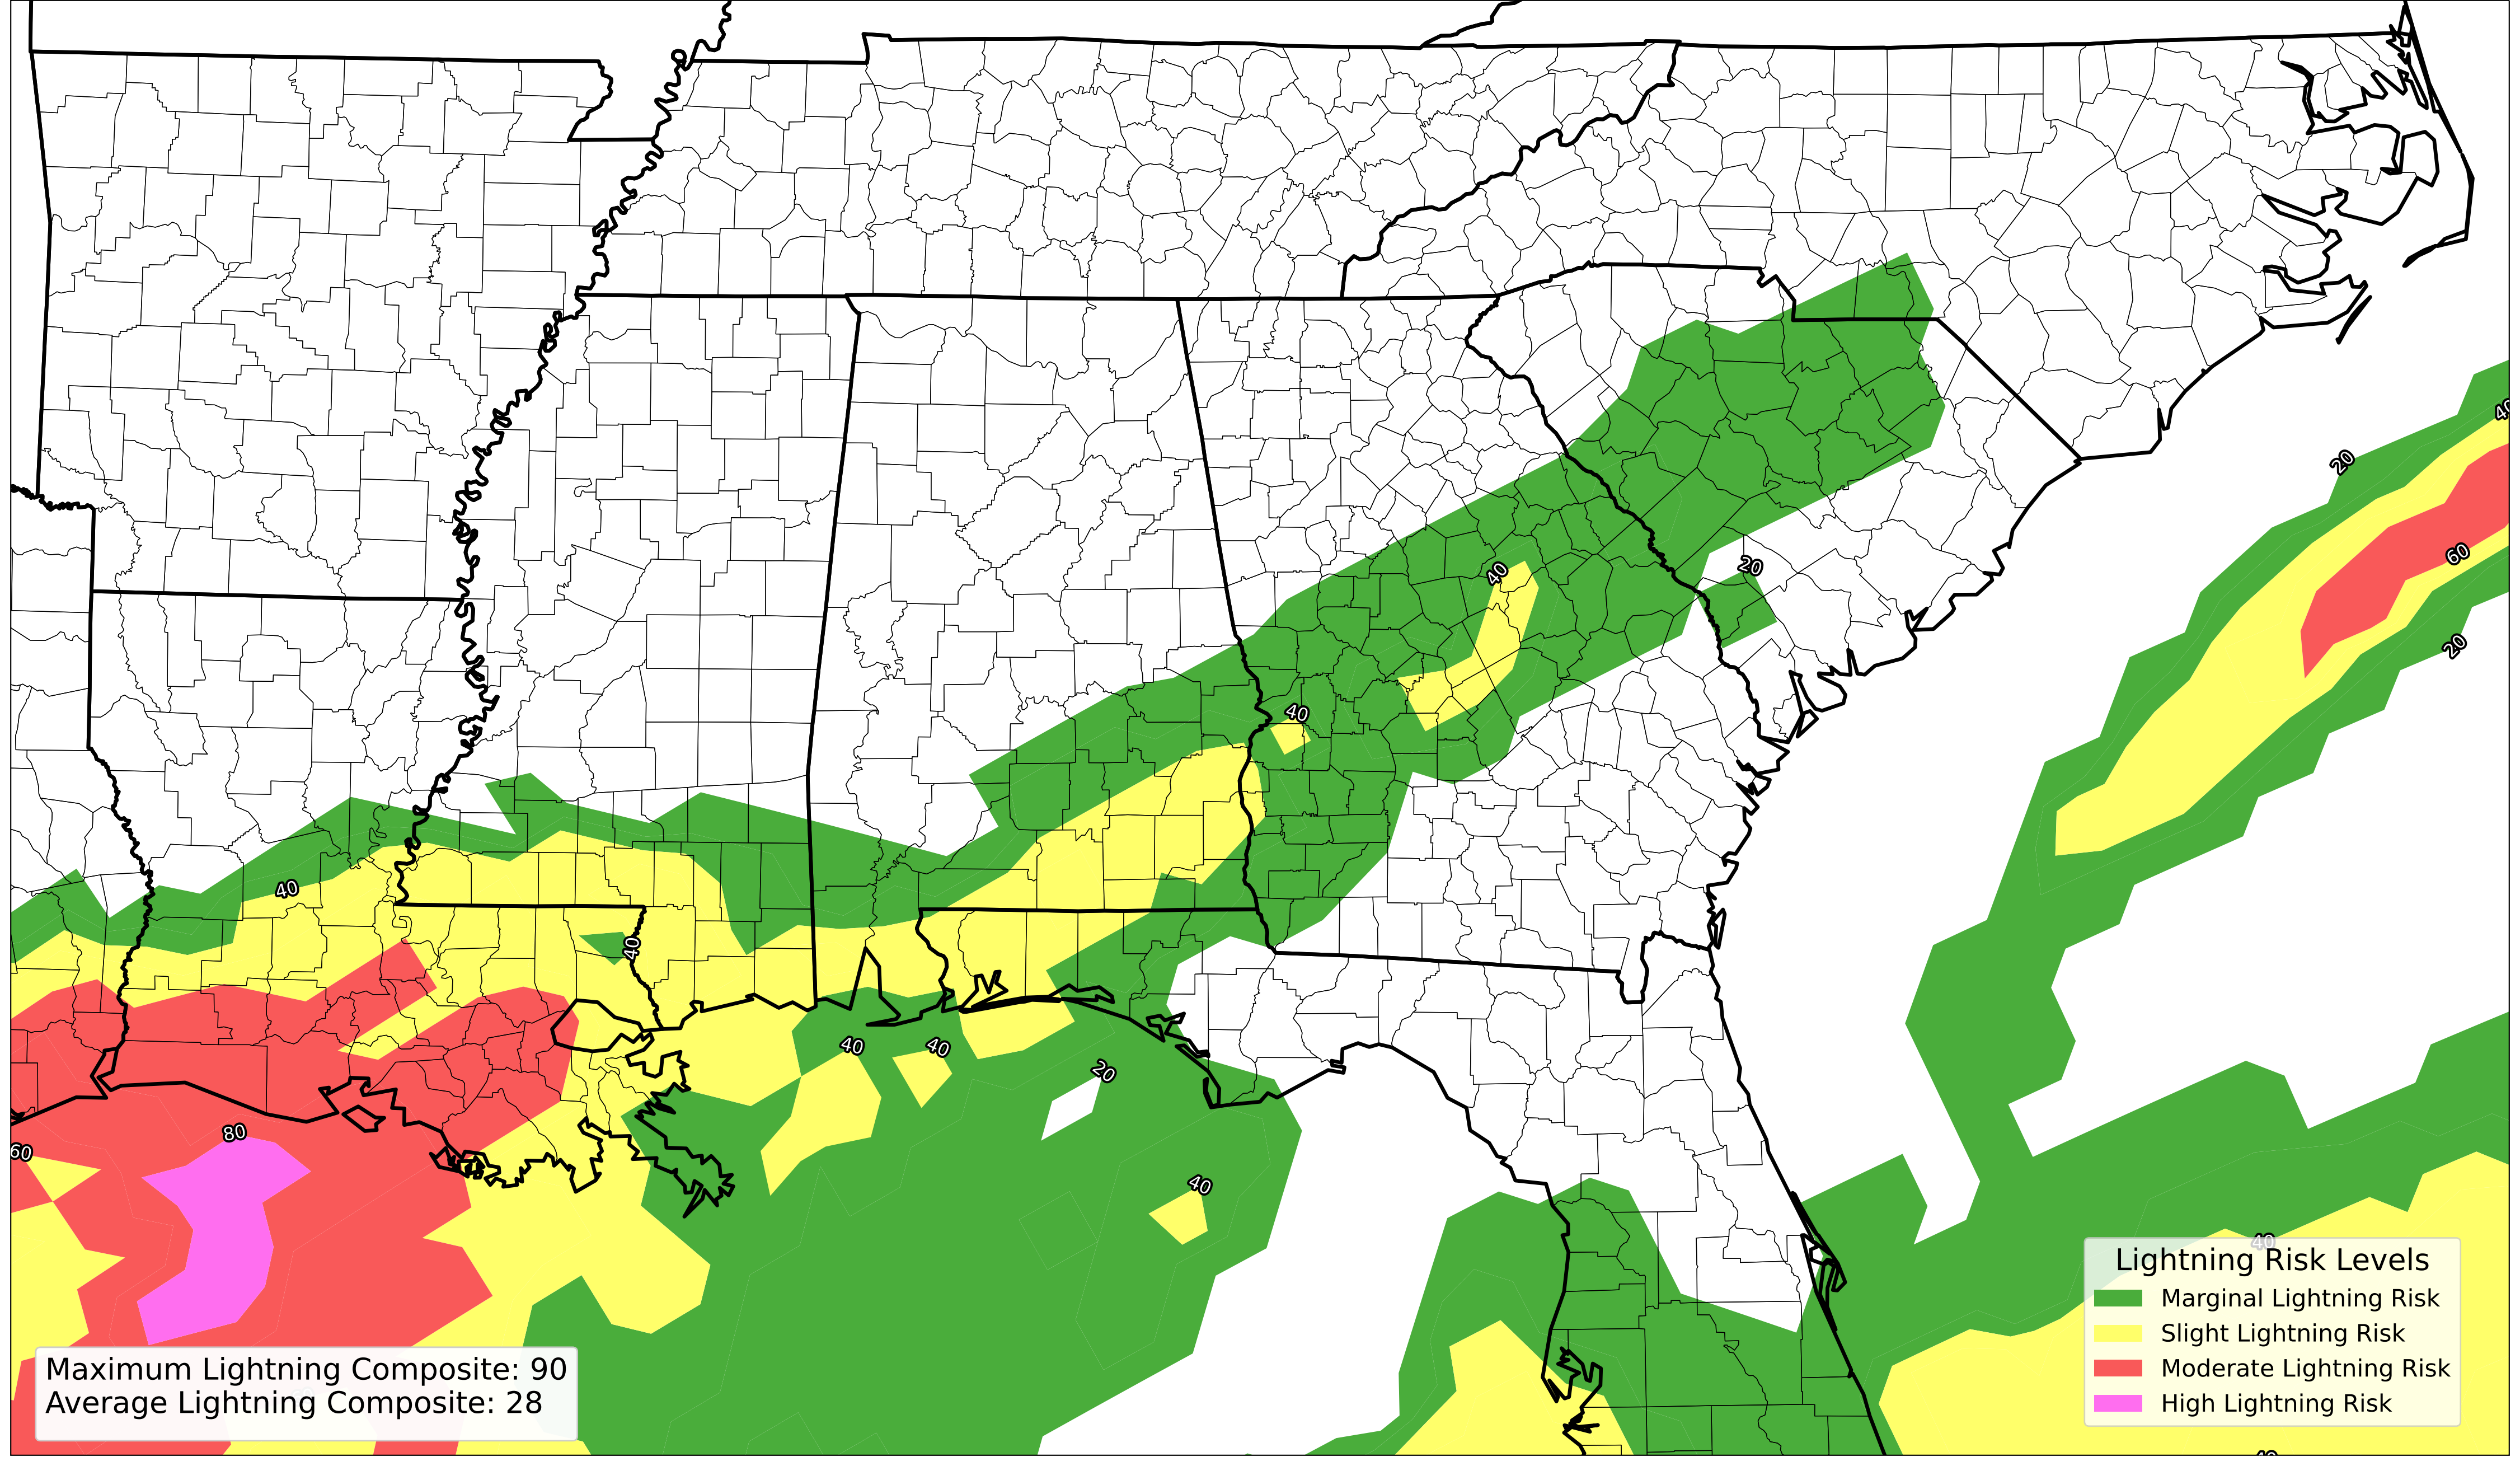 40
20
60
20
40
20
40
40
40
40
40
20
80
60
40
40
Lightning Risk Levels
Marginal Lightning Risk
Slight Lightning Risk
Moderate Lightning Risk
High Lightning Risk
Maximum Lightning Composite: 90
Average Lightning Composite: 28